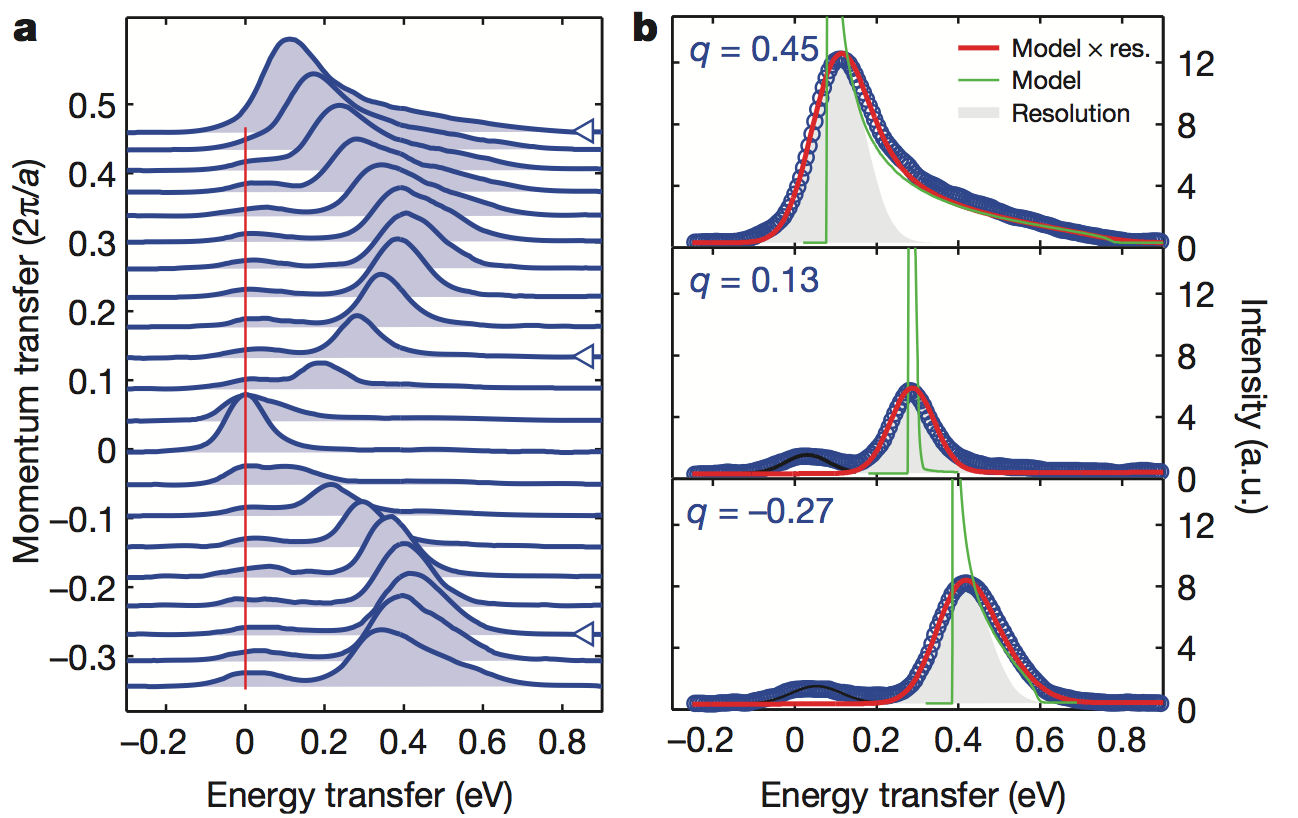 a
Momentum transfer (2π/a)
0.5
0.4
0.3
0.2
0.1
0
−0.1
−0.2
−0.3
−0.2 0 0.2 0.4 0.6 0.8
Energy transfer (eV)
b
q = 0.45
Model × res.
Model
Resolution
12
8
4
0
q = 0.13
12
8
4
0
q = −0.27
12
8
4
0
Intensity (a.u.)
−0.2 0 0.2 0.4 0.6 0.8
Energy transfer (eV)